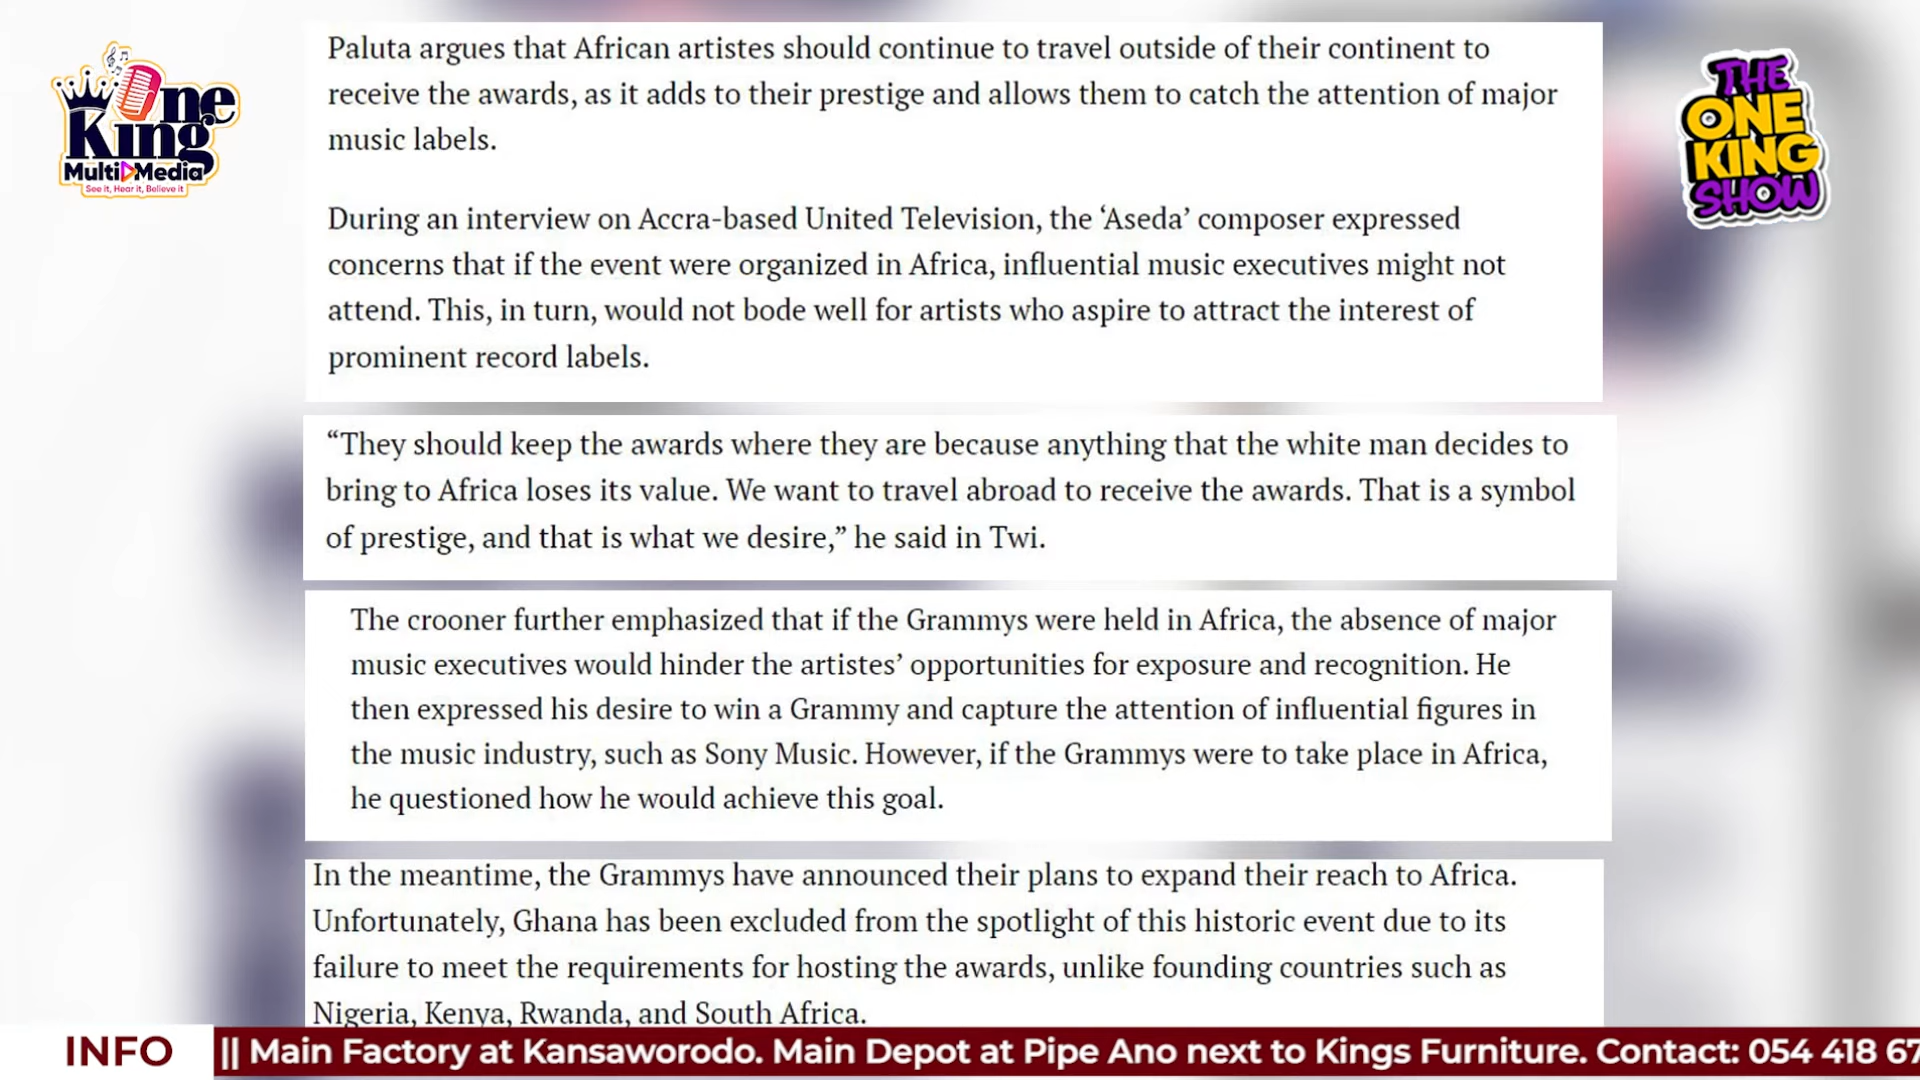 One
King
Multi Media
See it, Hear it, Believe it
THE
ONE
KING
SHOW
Paluta argues that African artistes should continue to travel outside of their continent to
receive the awards, as it adds to their prestige and allows them to catch the attention of major
music labels.
During an interview on Accra-based United Television, the ‘Aseda’ composer expressed
concerns that if the event were organized in Africa, influential music executives might not
attend. This, in turn, would not bode well for artists who aspire to attract the interest of
prominent record labels.
“They should keep the awards where they are because anything that the white man decides to
bring to Africa loses its value. We want to travel abroad to receive the awards. That is a symbol
of prestige, and that is what we desire,” he said in Twi.
The crooner further emphasized that if the Grammys were held in Africa, the absence of major
music executives would hinder the artistes’ opportunities for exposure and recognition. He
then expressed his desire to win a Grammy and capture the attention of influential figures in
the music industry, such as Sony Music. However, if the Grammys were to take place in Africa,
he questioned how he would achieve this goal.
In the meantime, the Grammys have announced their plans to expand their reach to Africa.
Unfortunately, Ghana has been excluded from the spotlight of this historic event due to its
failure to meet the requirements for hosting the awards, unlike founding countries such as
Nigeria, Kenya, Rwanda, and South Africa.
INFO || Main Factory at Kansaworodo. Main Depot at Pipe Ano next to Kings Furniture. Contact: 054 418 67